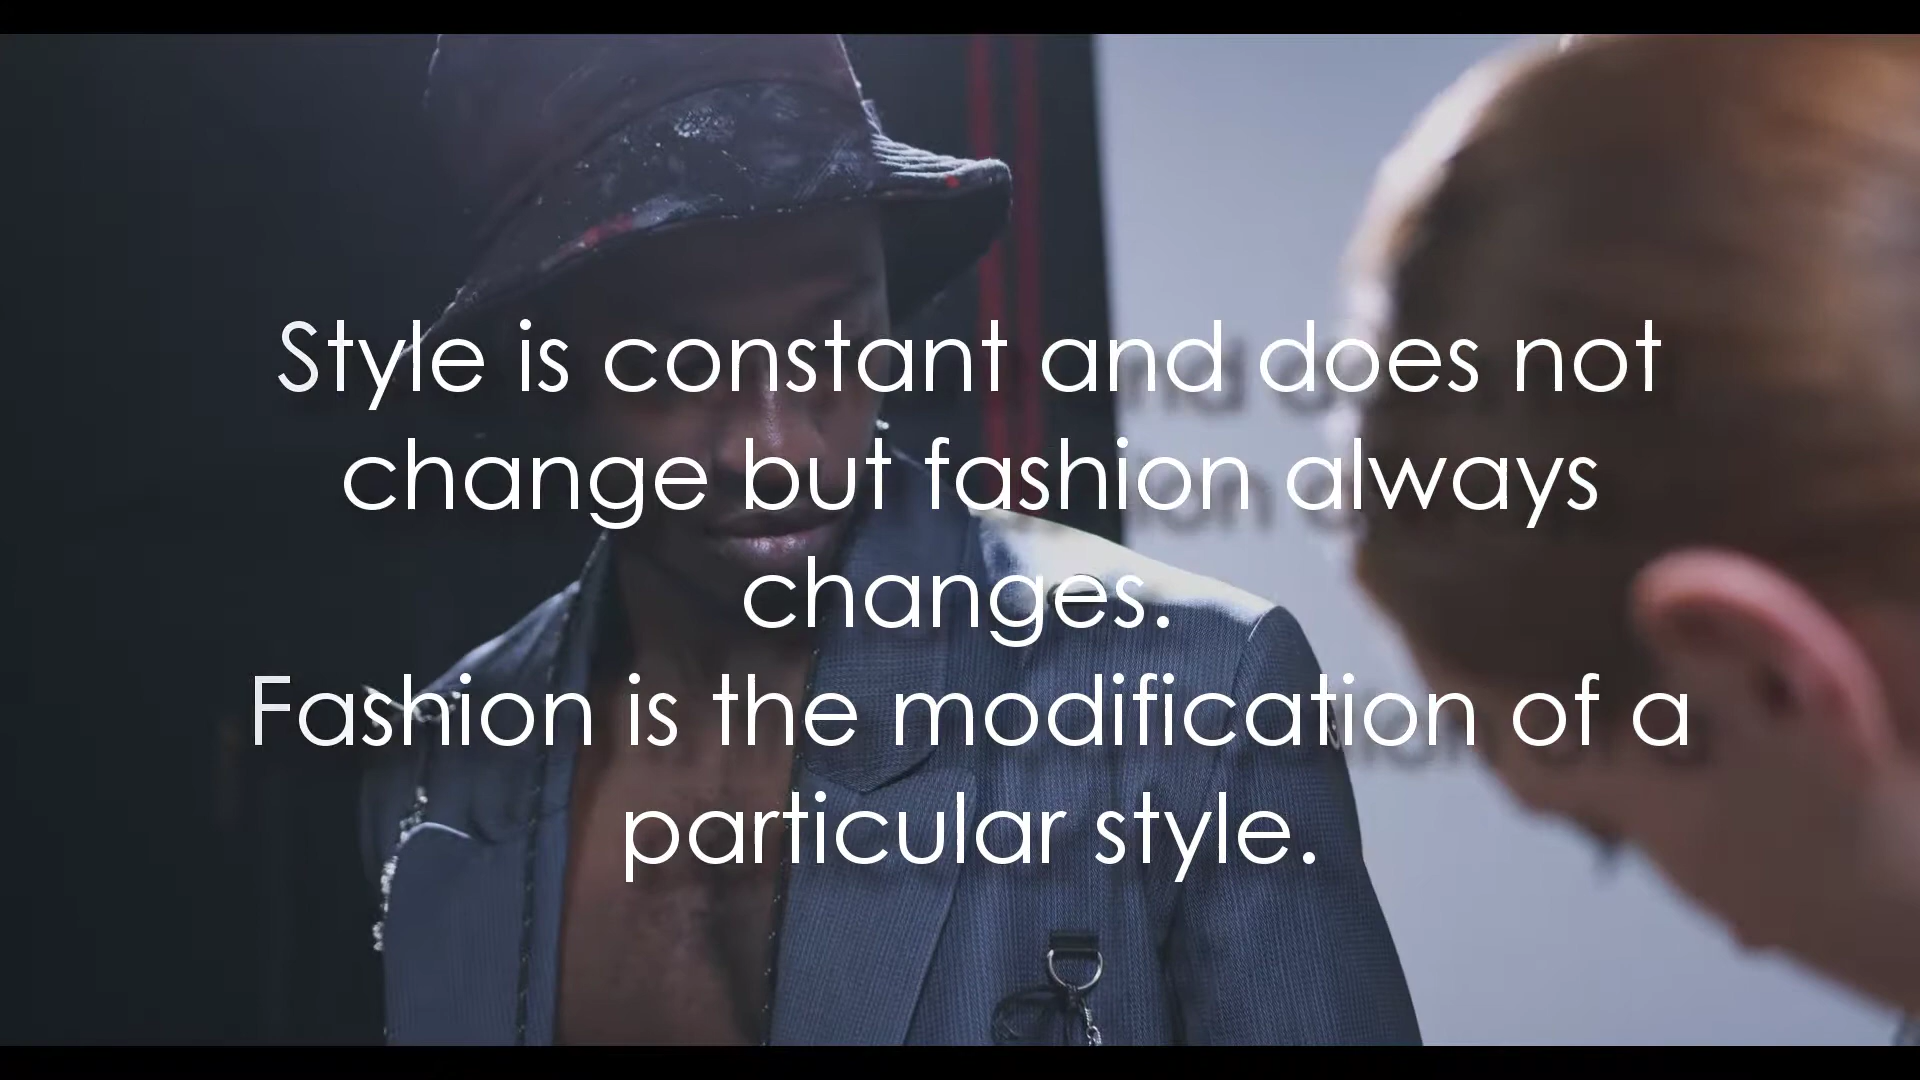 Style is constant and does not
change but fashion always
changes.
Fashion is the modification of a
particular style.